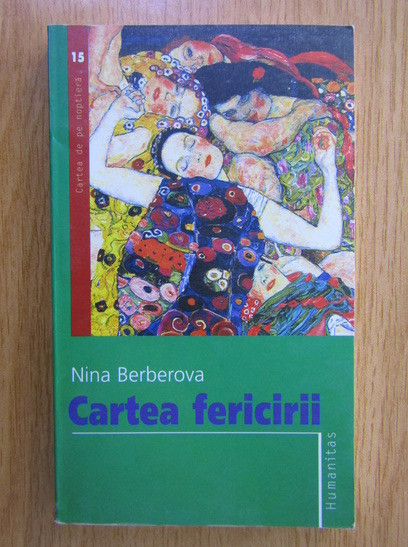 15
Cartea de pe noptieră
Nina Berberova
Cartea fericirii
Humanitas